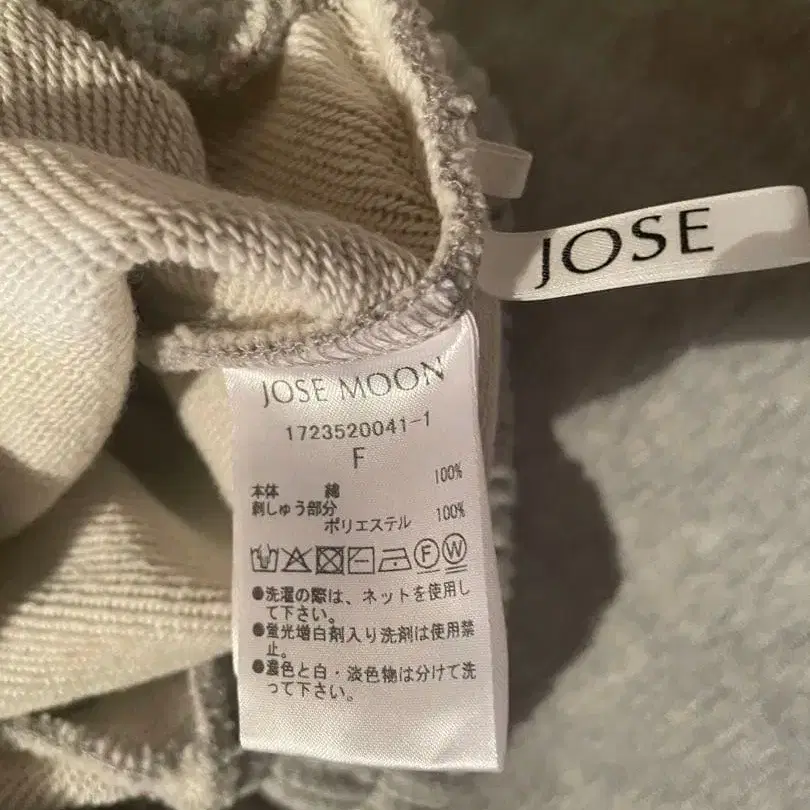 JOSE
JOSE MOON
1723520041-1
F
本体 綿 100%
刺しゅう部分
ポリエステル 100%
F W
●洗濯の際は、ネットを使用し
て下さい。
●蛍光増白剤入り洗剤は使用禁
止。
●濃色と白・淡色物は分けて洗
って下さい。